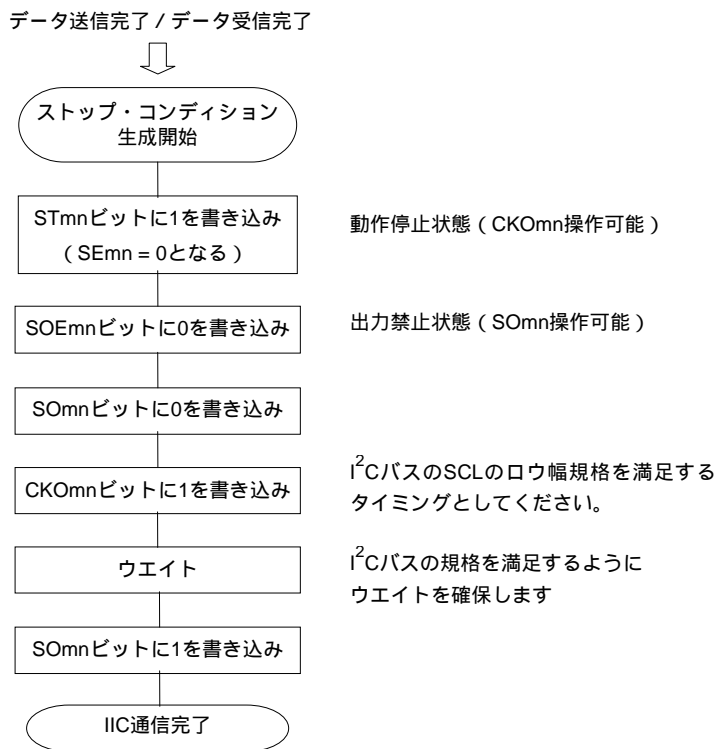 データ送信完了 / データ受信完了
ストップ・コンディション
生成開始
STmnビットに1を書き込み
( SEmn = 0となる )
動作停止状態 ( CKOmn操作可能 )
SOEmnビットに0を書き込み
出力禁止状態 ( SOmn操作可能 )
SOmnビットに0を書き込み
CKOmnビットに1を書き込み
I²CバスのSCLのロウ幅規格を満足する
タイミングとしてください。
ウエイト
I²Cバスの規格を満足するように
ウエイトを確保します
SOmnビットに1を書き込み
IIC通信完了